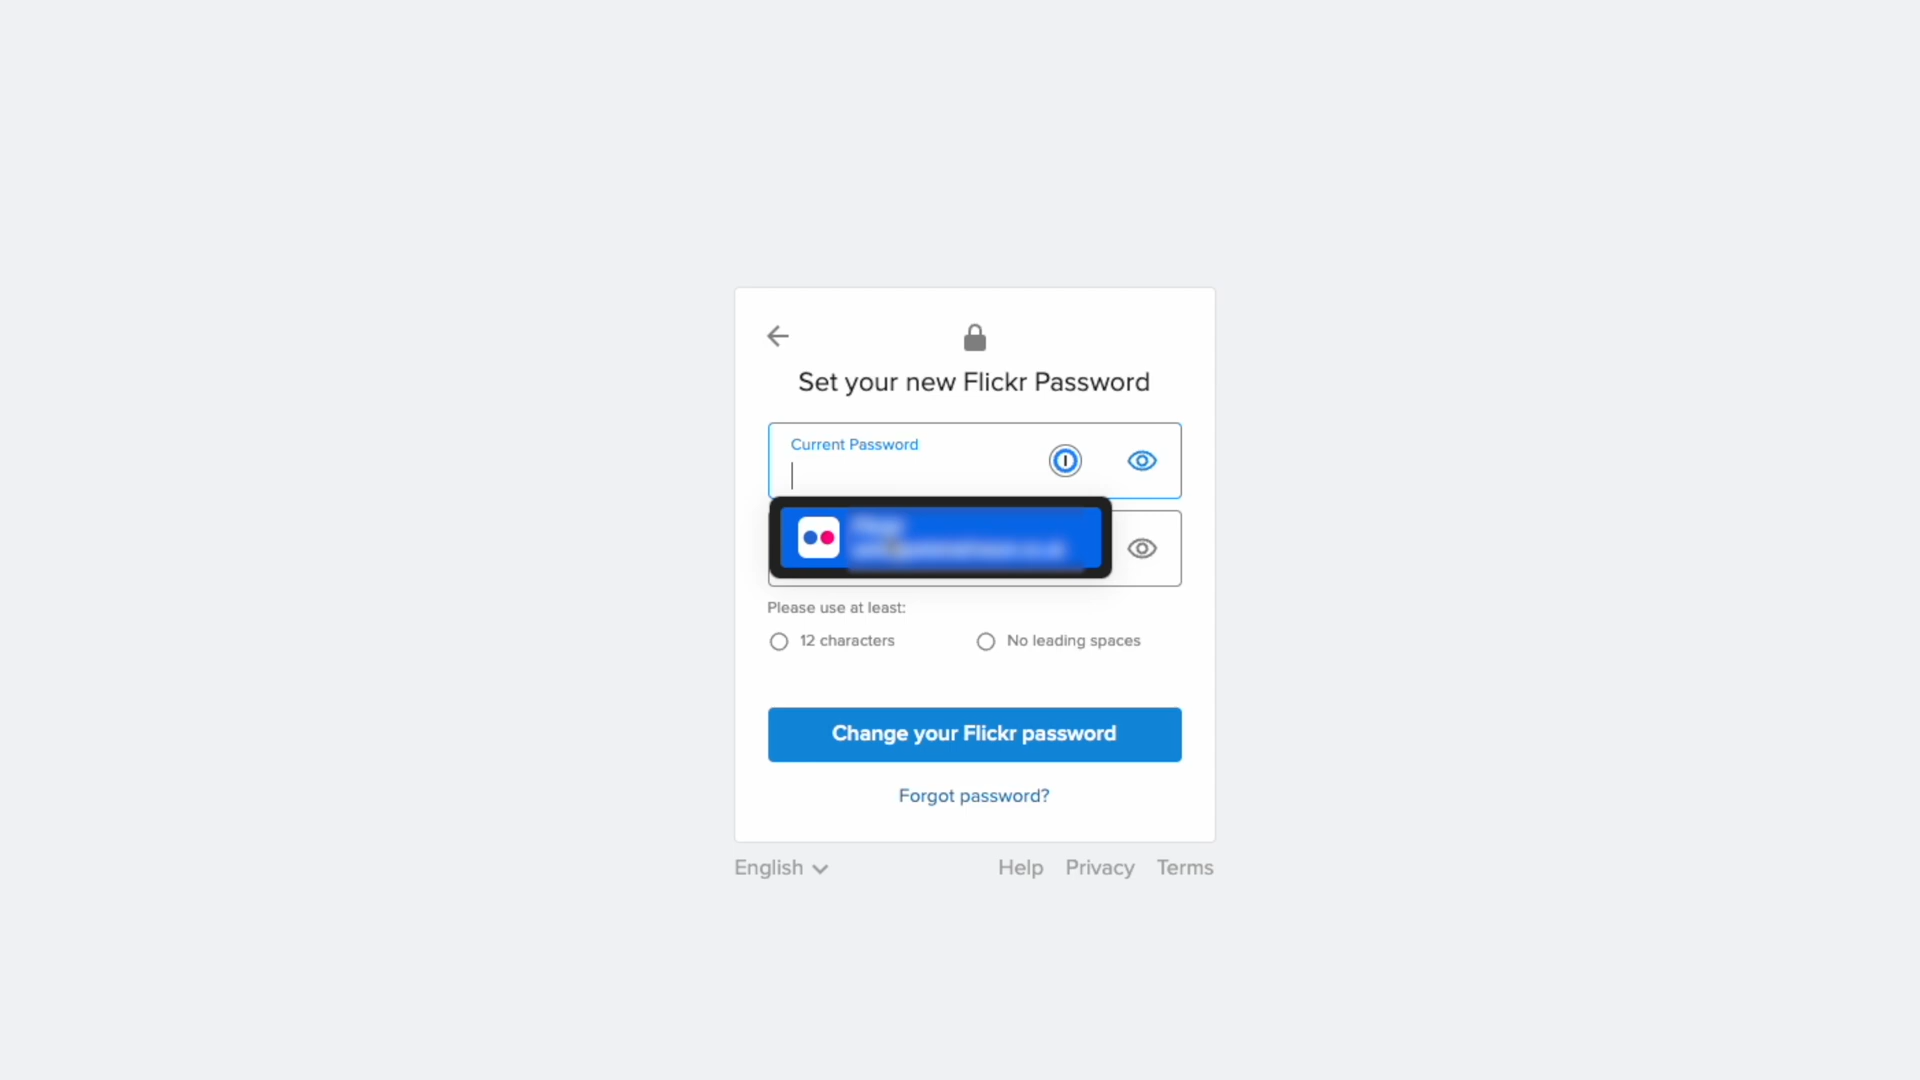 Set your new Flickr Password
Current Password
Please use at least:
12 characters
No leading spaces
Change your Flickr password
Forgot password?
English
Help
Privacy
Terms